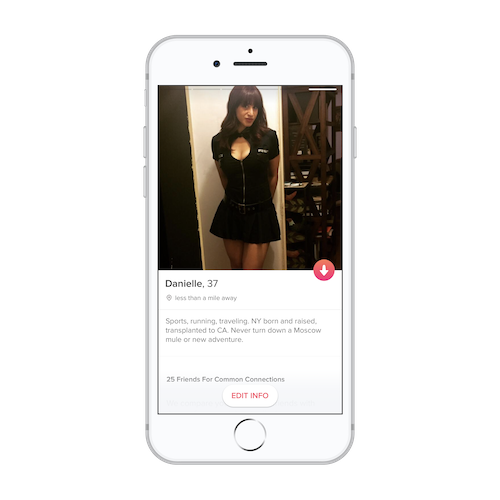 Danielle, 37
less than a mile away
Sports, running, traveling. NY born and raised,
transplanted to CA. Never turn down a Moscow
mule or new adventure.
25 Friends For Common Connections
EDIT INFO